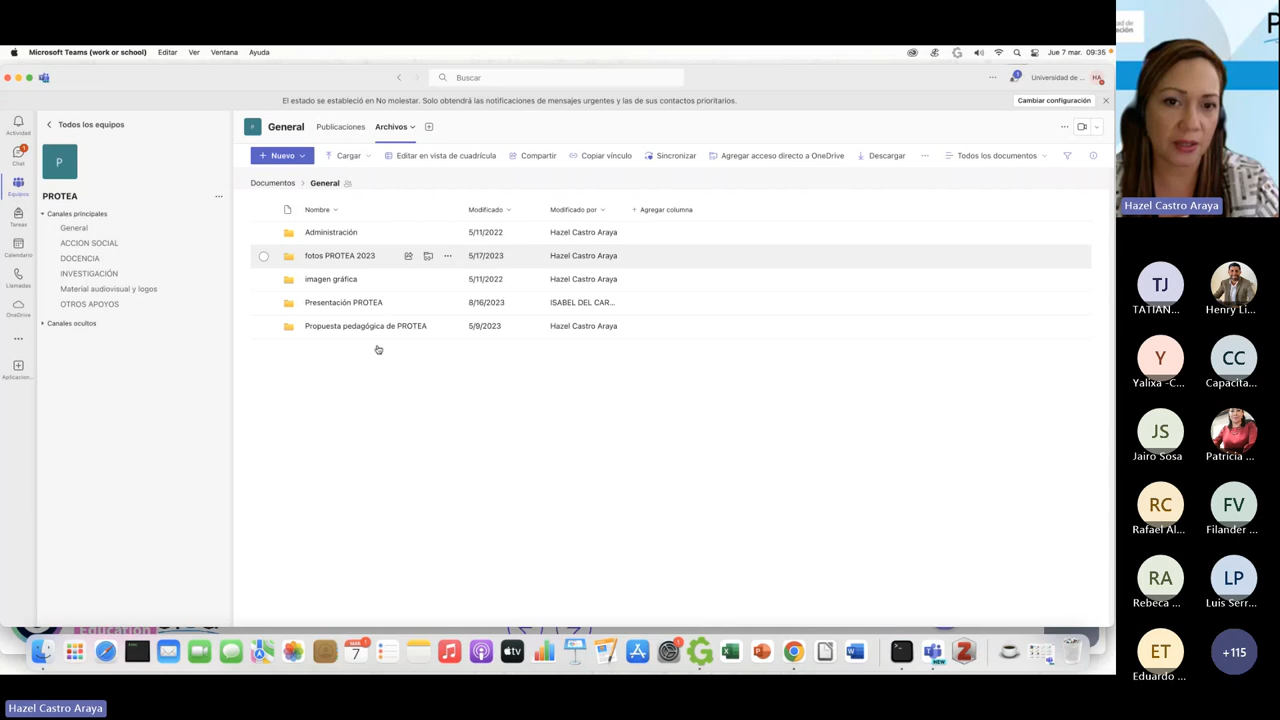 Microsoft Teams (work or school) Editar Ver Ventana Ayuda
Jue 7 mar. 09:35
Buscar
Universidad de ...
HA
El estado se estableció en No molestar. Solo obtendrá las notificaciones de mensajes urgentes y las de sus contactos prioritarios.
Cambiar configuración
Actividad
Chat
Equipos
Tareas
Calendario
Llamadas
OneDrive
Aplicacion...
Todos los equipos
P
PROTEA
Canales principales
General
ACCION SOCIAL
DOCENCIA
INVESTIGACIÓN
Material audiovisual y logos
OTROS APOYOS
Canales ocultos
P
General Publicaciones Archivos
Nuevo Cargar Editar en vista de cuadrícula Compartir Copiar vínculo Sincronizar Agregar acceso directo a OneDrive Descargar ... Todos los documentos
Documentos > General
Nombre Modificado Modificado por + Agregar columna
Administración 5/11/2022 Hazel Castro Araya
fotos PROTEA 2023 5/17/2023 Hazel Castro Araya
imagen gráfica 5/11/2022 Hazel Castro Araya
Presentación PROTEA 8/16/2023 ISABEL DEL CAR...
Propuesta pedagógica de PROTEA 5/9/2023 Hazel Castro Araya
Education
MAR
7
NEW
Hazel Castro Araya
TJ
TATIAN...
Henry Li...
Y
Yalixa -C...
CC
Capacita...
JS
Jairo Sosa
Patricia ...
RC
Rafael Al...
FV
Filander ...
RA
Rebeca ...
LP
Luis Serr...
ET
Eduardo ...
+115
Hazel Castro Araya